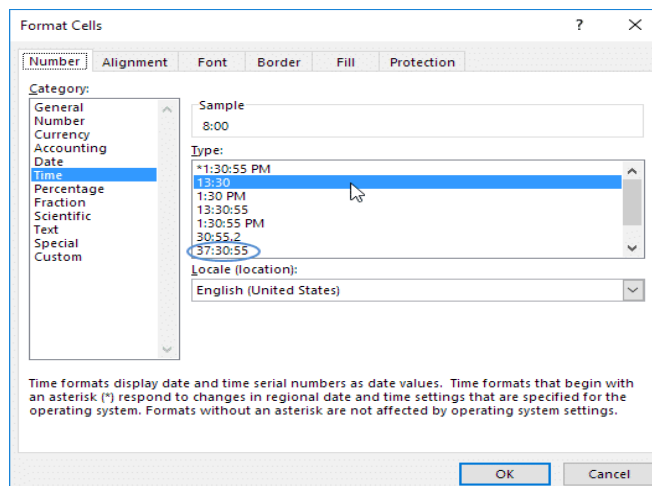 Format Cells
?
Number Alignment Font Border Fill Protection
Category:
General
Number
Currency
Accounting
Date
Time
Percentage
Fraction
Scientific
Text
Special
Custom
Sample
8:00
Type:
*1:30:55 PM
13:30
1:30 PM
13:30:55
1:30:55 PM
30:55.2
37:30:55
Locale (location):
English (United States)
Time formats display date and time serial numbers as date values. Time formats that begin with
an asterisk (*) respond to changes in regional date and time settings that are specified for the
operating system. Formats without an asterisk are not affected by operating system settings.
OK Cancel